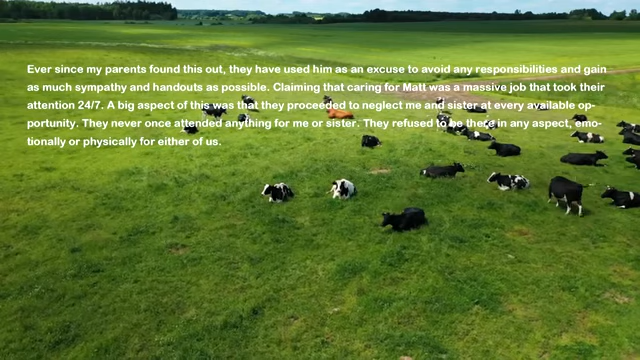 Ever since my parents found this out, they have used him as an excuse to avoid any responsibilities and gain
as much sympathy and handouts as possible. Claiming that caring for Matt was a massive job that took their
attention 24/7. A big aspect of this was that they proceeded to neglect me and sister at every available op-
portunity. They never once attended anything for me or sister. They refused to be there in any aspect, emo-
tionally or physically for either of us.